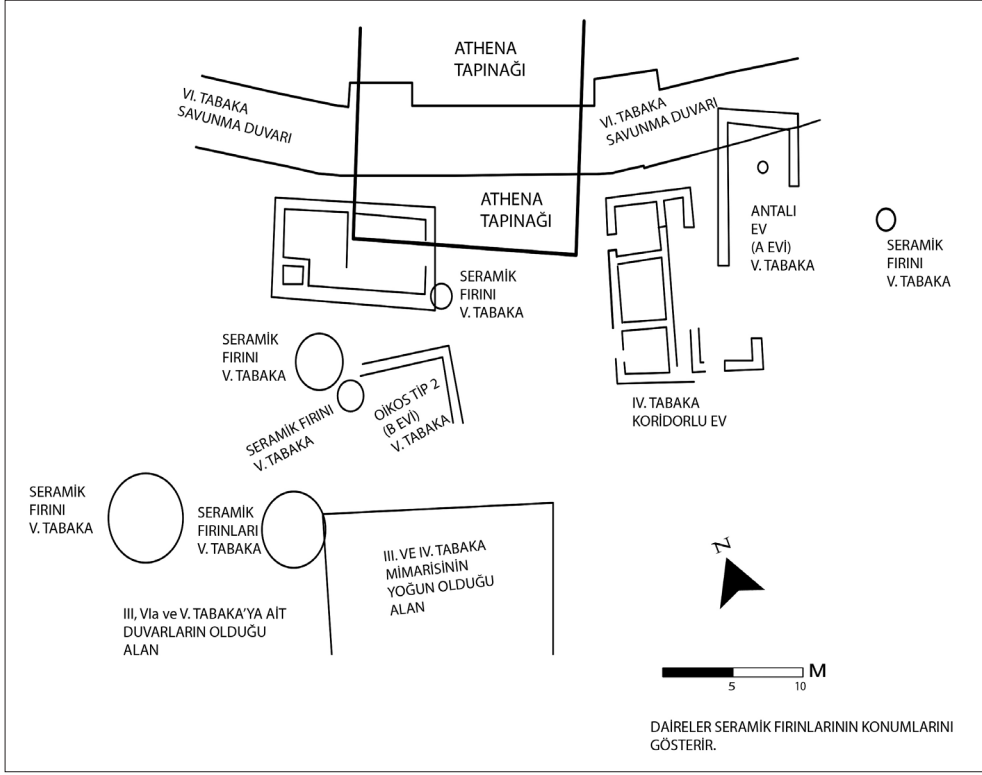 ATHENA
TAPINAĞI
VI. TABAKA
SAVUNMA DUVARI
VI. TABAKA
SAVUNMA DUVARI
ATHENA
TAPINAĞI
ANTALI
EV
(A EVİ)
V. TABAKA
SERAMİK
FIRINI
V. TABAKA
SERAMİK
FIRINI
V. TABAKA
SERAMİK
FIRINI
V. TABAKA
SERAMİK FIRINI
V. TABAKA
OİKOS TİP 2
(B EVİ)
V. TABAKA
IV. TABAKA
KORİDORLU EV
SERAMİK
FIRINI
V. TABAKA
SERAMİK
FIRINLARI
V. TABAKA
III. VE IV. TABAKA
MİMARİSİNİN
YOĞUN OLDUĞU
ALAN
III, VIa ve V. TABAKA'YA AİT
DUVARLARIN OLDUĞU
ALAN
N
M
5 10
DAİRELER SERAMİK FIRINLARININ KONUMLARINI
GÖSTERİR.